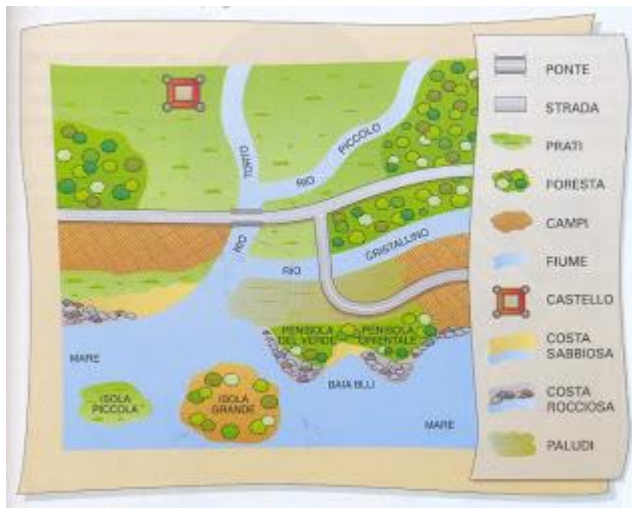 PONTE
STRADA
PICCOLO
PRATI
TORTO
RIO
FORESTA
CAMPI
RIO
CRISTALLINO
FIUME
RIO
CASTELLO
PENISOLA
DEL VERDE
PENISOLA
ORIENTALE
COSTA
SABBIOSA
MARE
BAIA BLU
COSTA
ROCCIOSA
ISOLA
PICCOLA
ISOLA
GRANDE
MARE
PALUDI